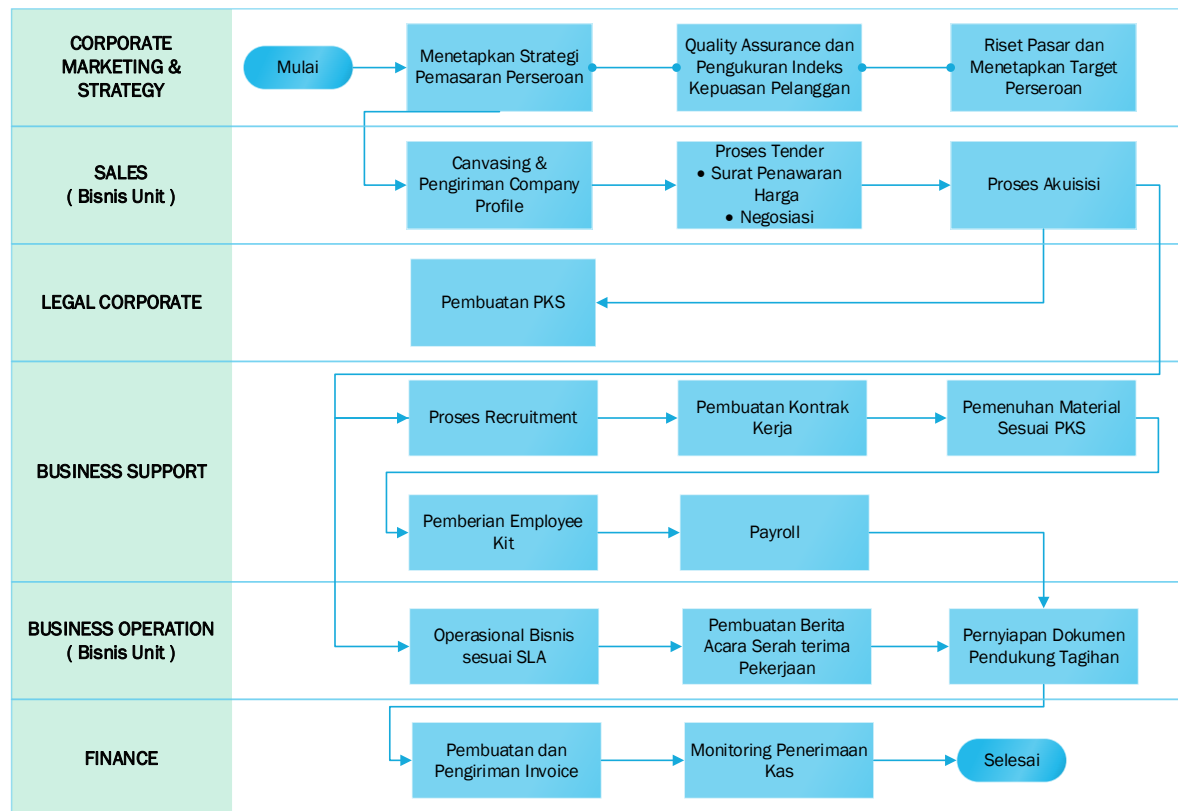 CORPORATE
MARKETING &
STRATEGY
Mulai
Menetapkan Strategi
Pemasaran Perseroan
Quality Assurance dan
Pengukuran Indeks
Kepuasan Pelanggan
Riset Pasar dan
Menetapkan Target
Perseroan
SALES
( Bisnis Unit )
Canvasing &
Pengiriman Company
Profile
Proses Tender
• Surat Penawaran
Harga
• Negosiasi
Proses Akuisisi
LEGAL CORPORATE
Pembuatan PKS
BUSINESS SUPPORT
Proses Recruitment
Pembuatan Kontrak
Kerja
Pemenuhan Material
Sesuai PKS
Pemberian Employee
Kit
Payroll
BUSINESS OPERATION
( Bisnis Unit )
Operasional Bisnis
sesuai SLA
Pembuatan Berita
Acara Serah terima
Pekerjaan
Pernyiapan Dokumen
Pendukung Tagihan
FINANCE
Pembuatan dan
Pengiriman Invoice
Monitoring Penerimaan
Kas
Selesai